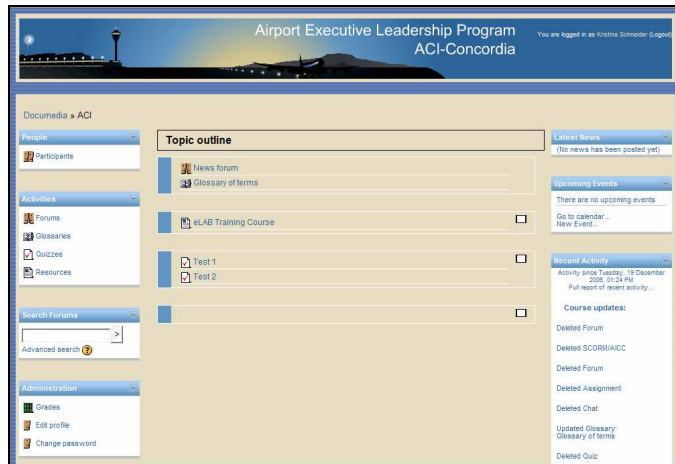 Airport Executive Leadership Program
ACI-Concordia
You are logged in as Kristina Schneider (Logout)
Documedia » ACI
People
Participants
Activities
Forums
Glossaries
Quizzes
Resources
Search Forums
>
Advanced search ?
Administration
Grades
Edit profile
Change password
Topic outline
News forum
Glossary of terms
eLAB Training Course
Test 1
Test 2
Latest News
(No news has been posted yet)
Upcoming Events
There are no upcoming events
Go to calendar...
New Event...
Recent Activity
Activity since Tuesday, 19 December
2006, 01:24 PM
Full report of recent activity...
Course updates:
Deleted Forum
Deleted SCORM/AICC
Deleted Forum
Deleted Assignment
Deleted Chat
Updated Glossary:
Glossary of terms
Deleted Quiz